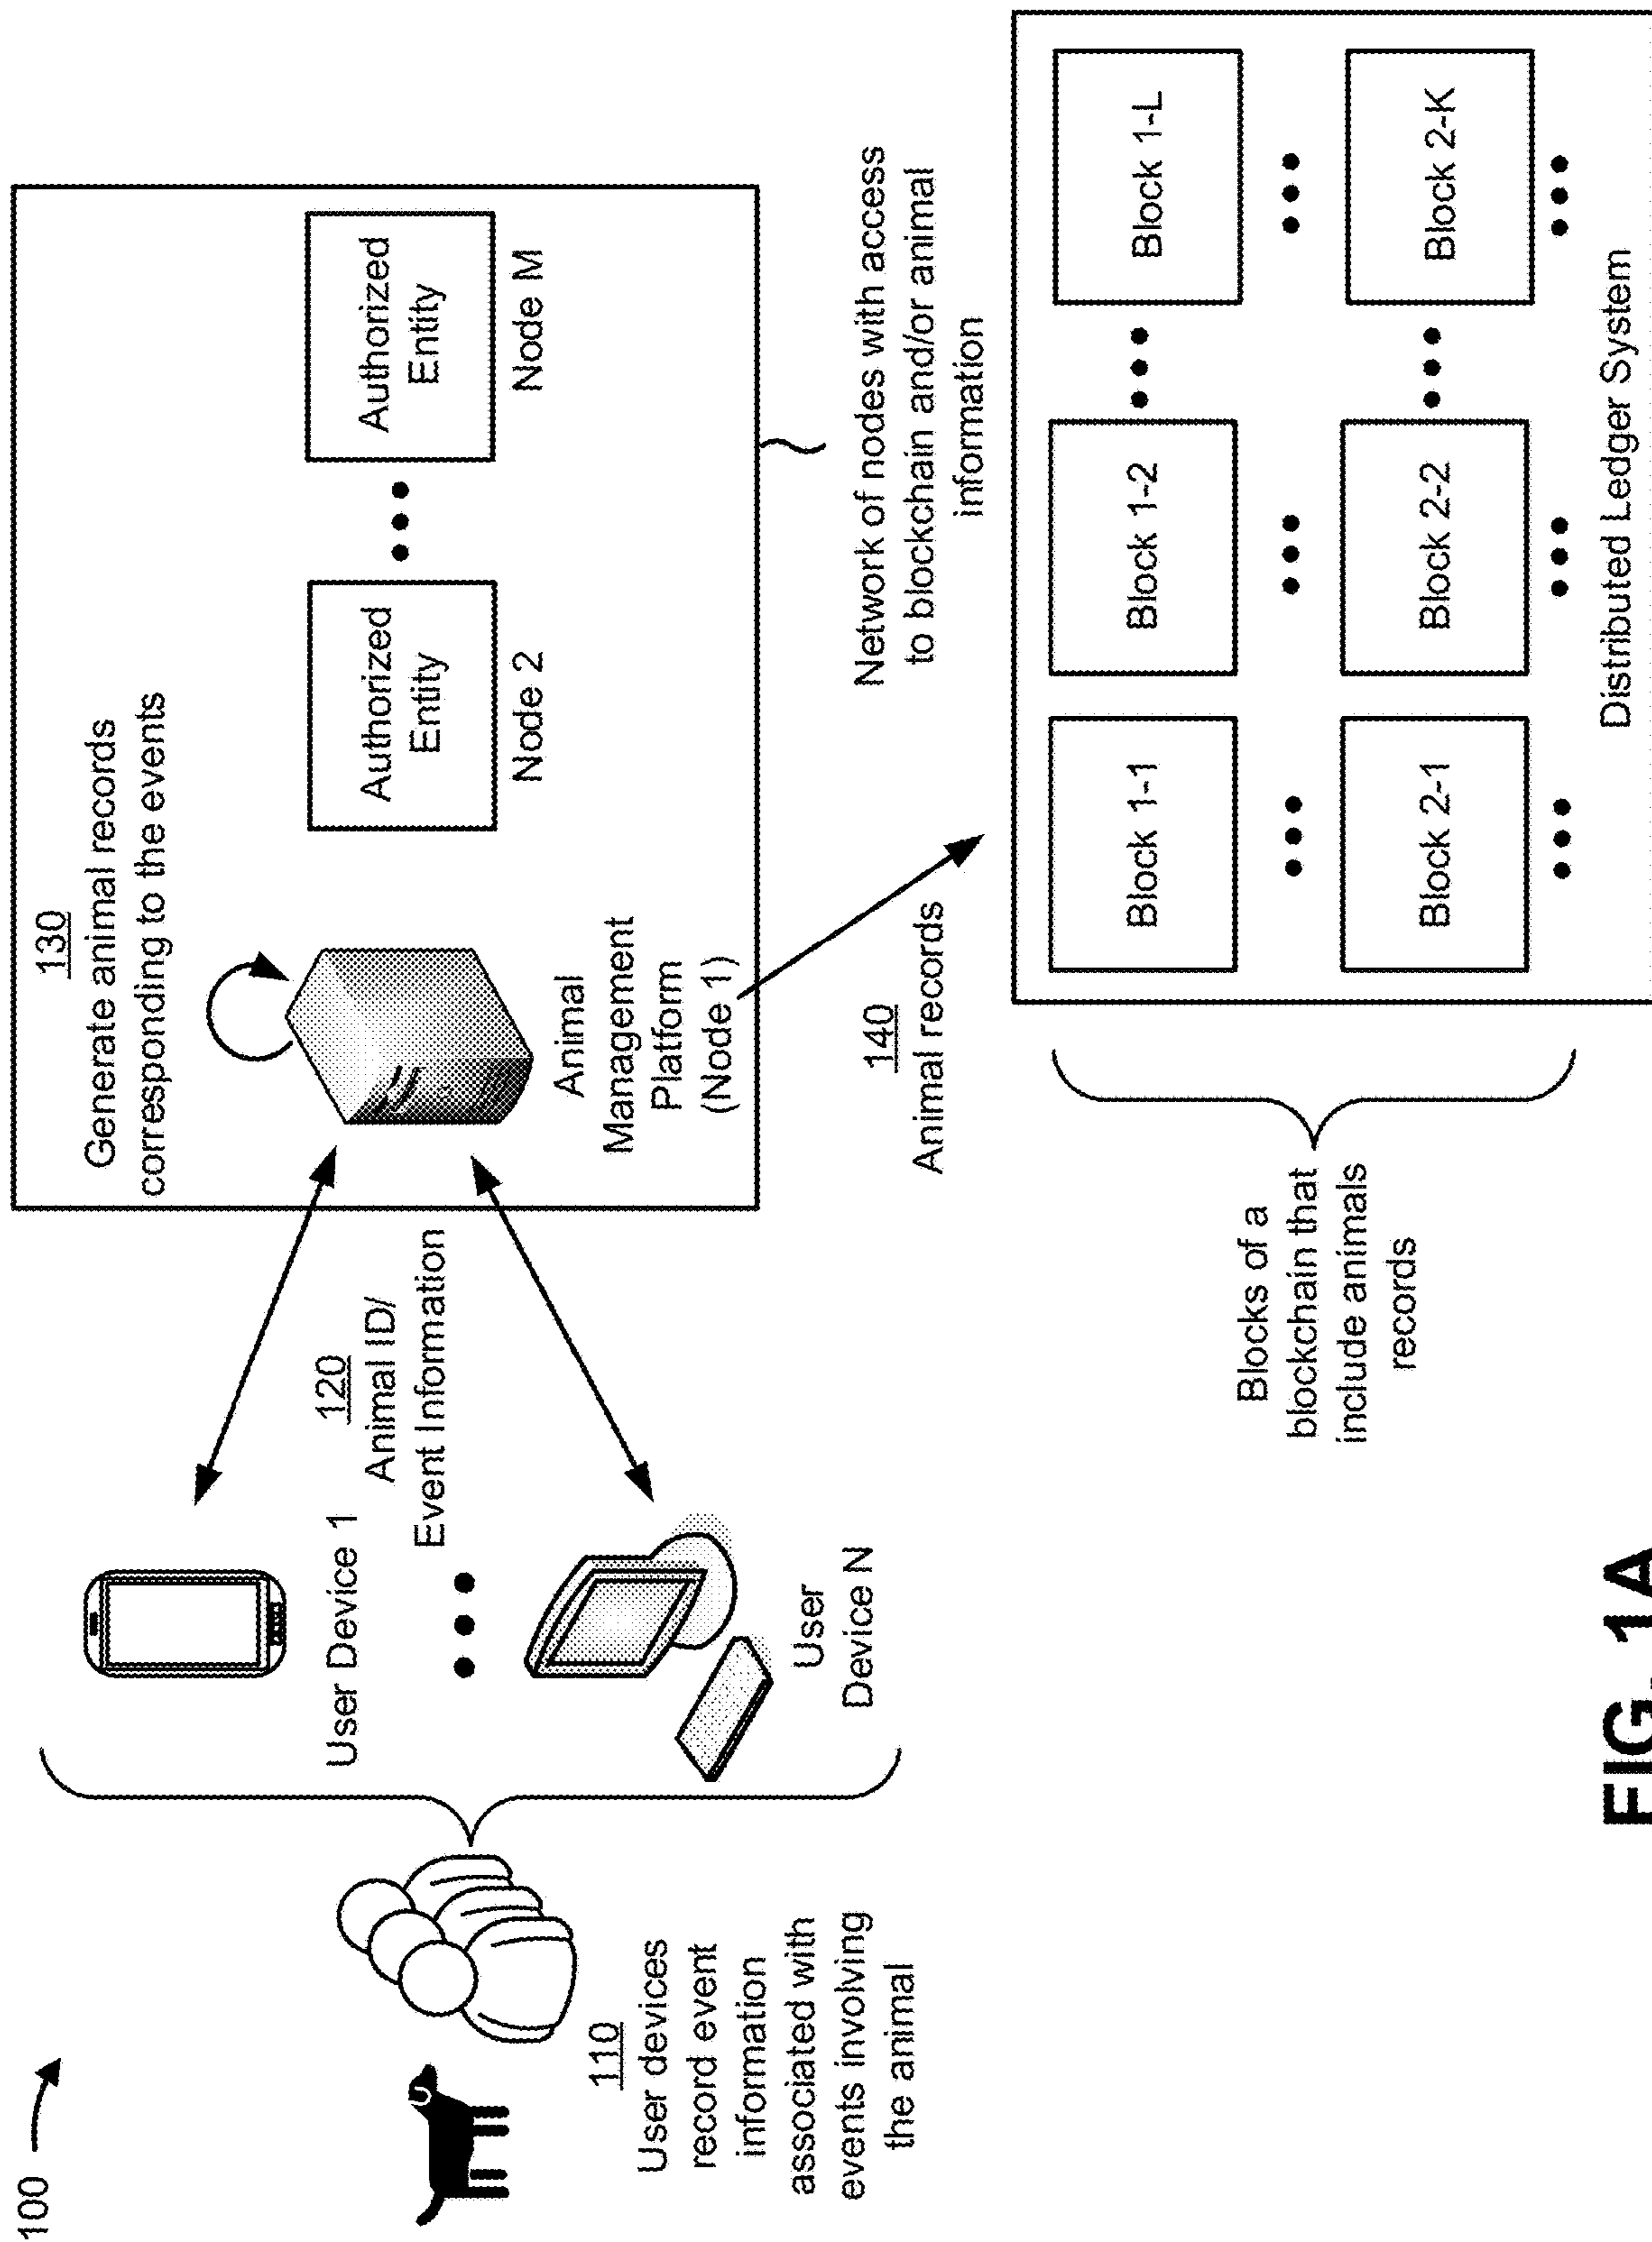 100
110
User devices
record event
information
associated with
events involving
the animal
User Device 1
User
Device N
120
Animal ID/
Event Information
130
Generate animal records
corresponding to the events
Animal
Management
Platform
(Node 1)
Authorized
Entity
Node 2
Authorized
Entity
Node M
Network of nodes with access
to blockchain and/or animal
information
140
Animal records
Blocks of a
blockchain that
include animals
records
Block 1-1
Block 1-2
Block 1-L
Block 2-1
Block 2-2
Block 2-K
Distributed Ledger System
FIG. 1A